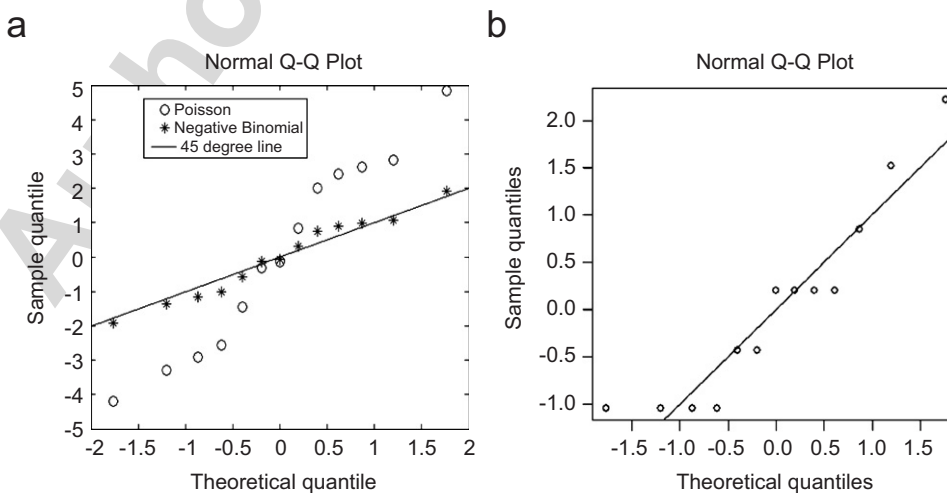 a
Normal Q-Q Plot
Poisson
Negative Binomial
45 degree line
Sample quantile
5
4
3
2
1
0
-1
-2
-3
-4
-5
-2 -1.5 -1 -0.5 0 0.5 1 1.5 2
Theoretical quantile
b
Normal Q-Q Plot
Sample quantiles
2.0
1.5
1.0
0.5
0.0
-0.5
-1.0
-1.5 -1.0 -0.5 0.0 0.5 1.0 1.5
Theoretical quantiles